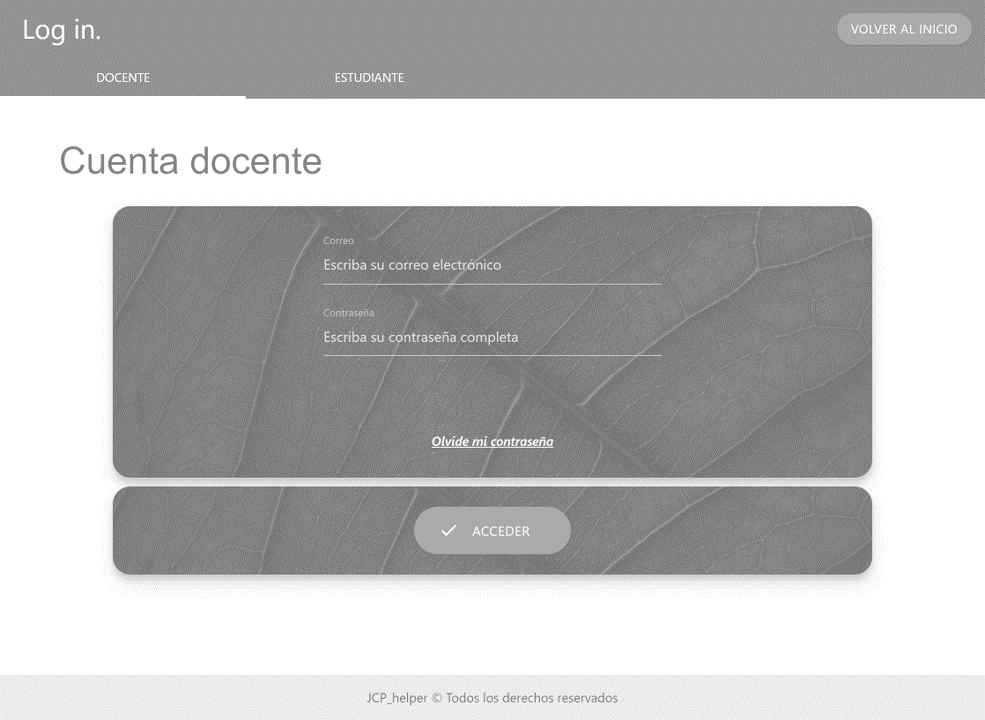 Log in.
VOLVER AL INICIO
DOCENTE
ESTUDIANTE
Cuenta docente
Correo
Escriba su correo electrónico
Contraseña
Escriba su contraseña completa
Olvide mi contraseña
ACCEDER
JCP_helper © Todos los derechos reservados